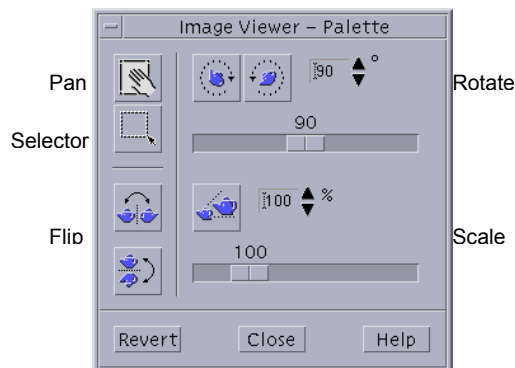 Image Viewer – Palette
Pan
90 °
Rotate
Selector
90
100 %
Flip
Scale
100
Revert
Close
Help